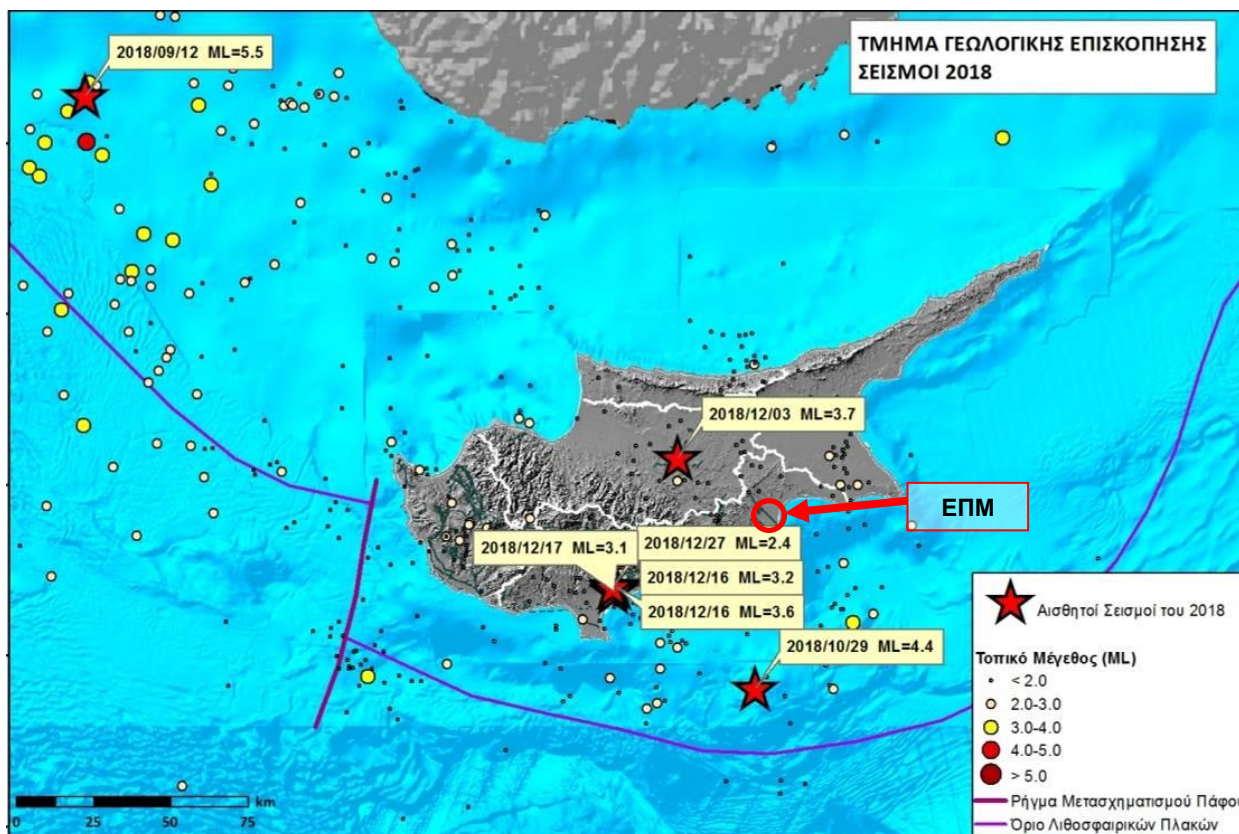 2018/09/12 ML=5.5
ΤΜΗΜΑ ΓΕΩΛΟΓΙΚΗΣ ΕΠΙΣΚΟΠΗΣΗΣ
ΣΕΙΣΜΟΙ 2018
2018/12/03 ML=3.7
ΕΠΜ
2018/12/17 ML=3.1
2018/12/27 ML=2.4
2018/12/16 ML=3.2
2018/12/16 ML=3.6
2018/10/29 ML=4.4
Αισθητοί Σεισμοί του 2018
Τοπικό Μέγεθος (ML)
< 2.0
2.0-3.0
3.0-4.0
4.0-5.0
> 5.0
Ρήγμα Μετασχηματισμού Πάφου
Όριο Λιθοσφαιρικών Πλακών
km
0 25 50 75